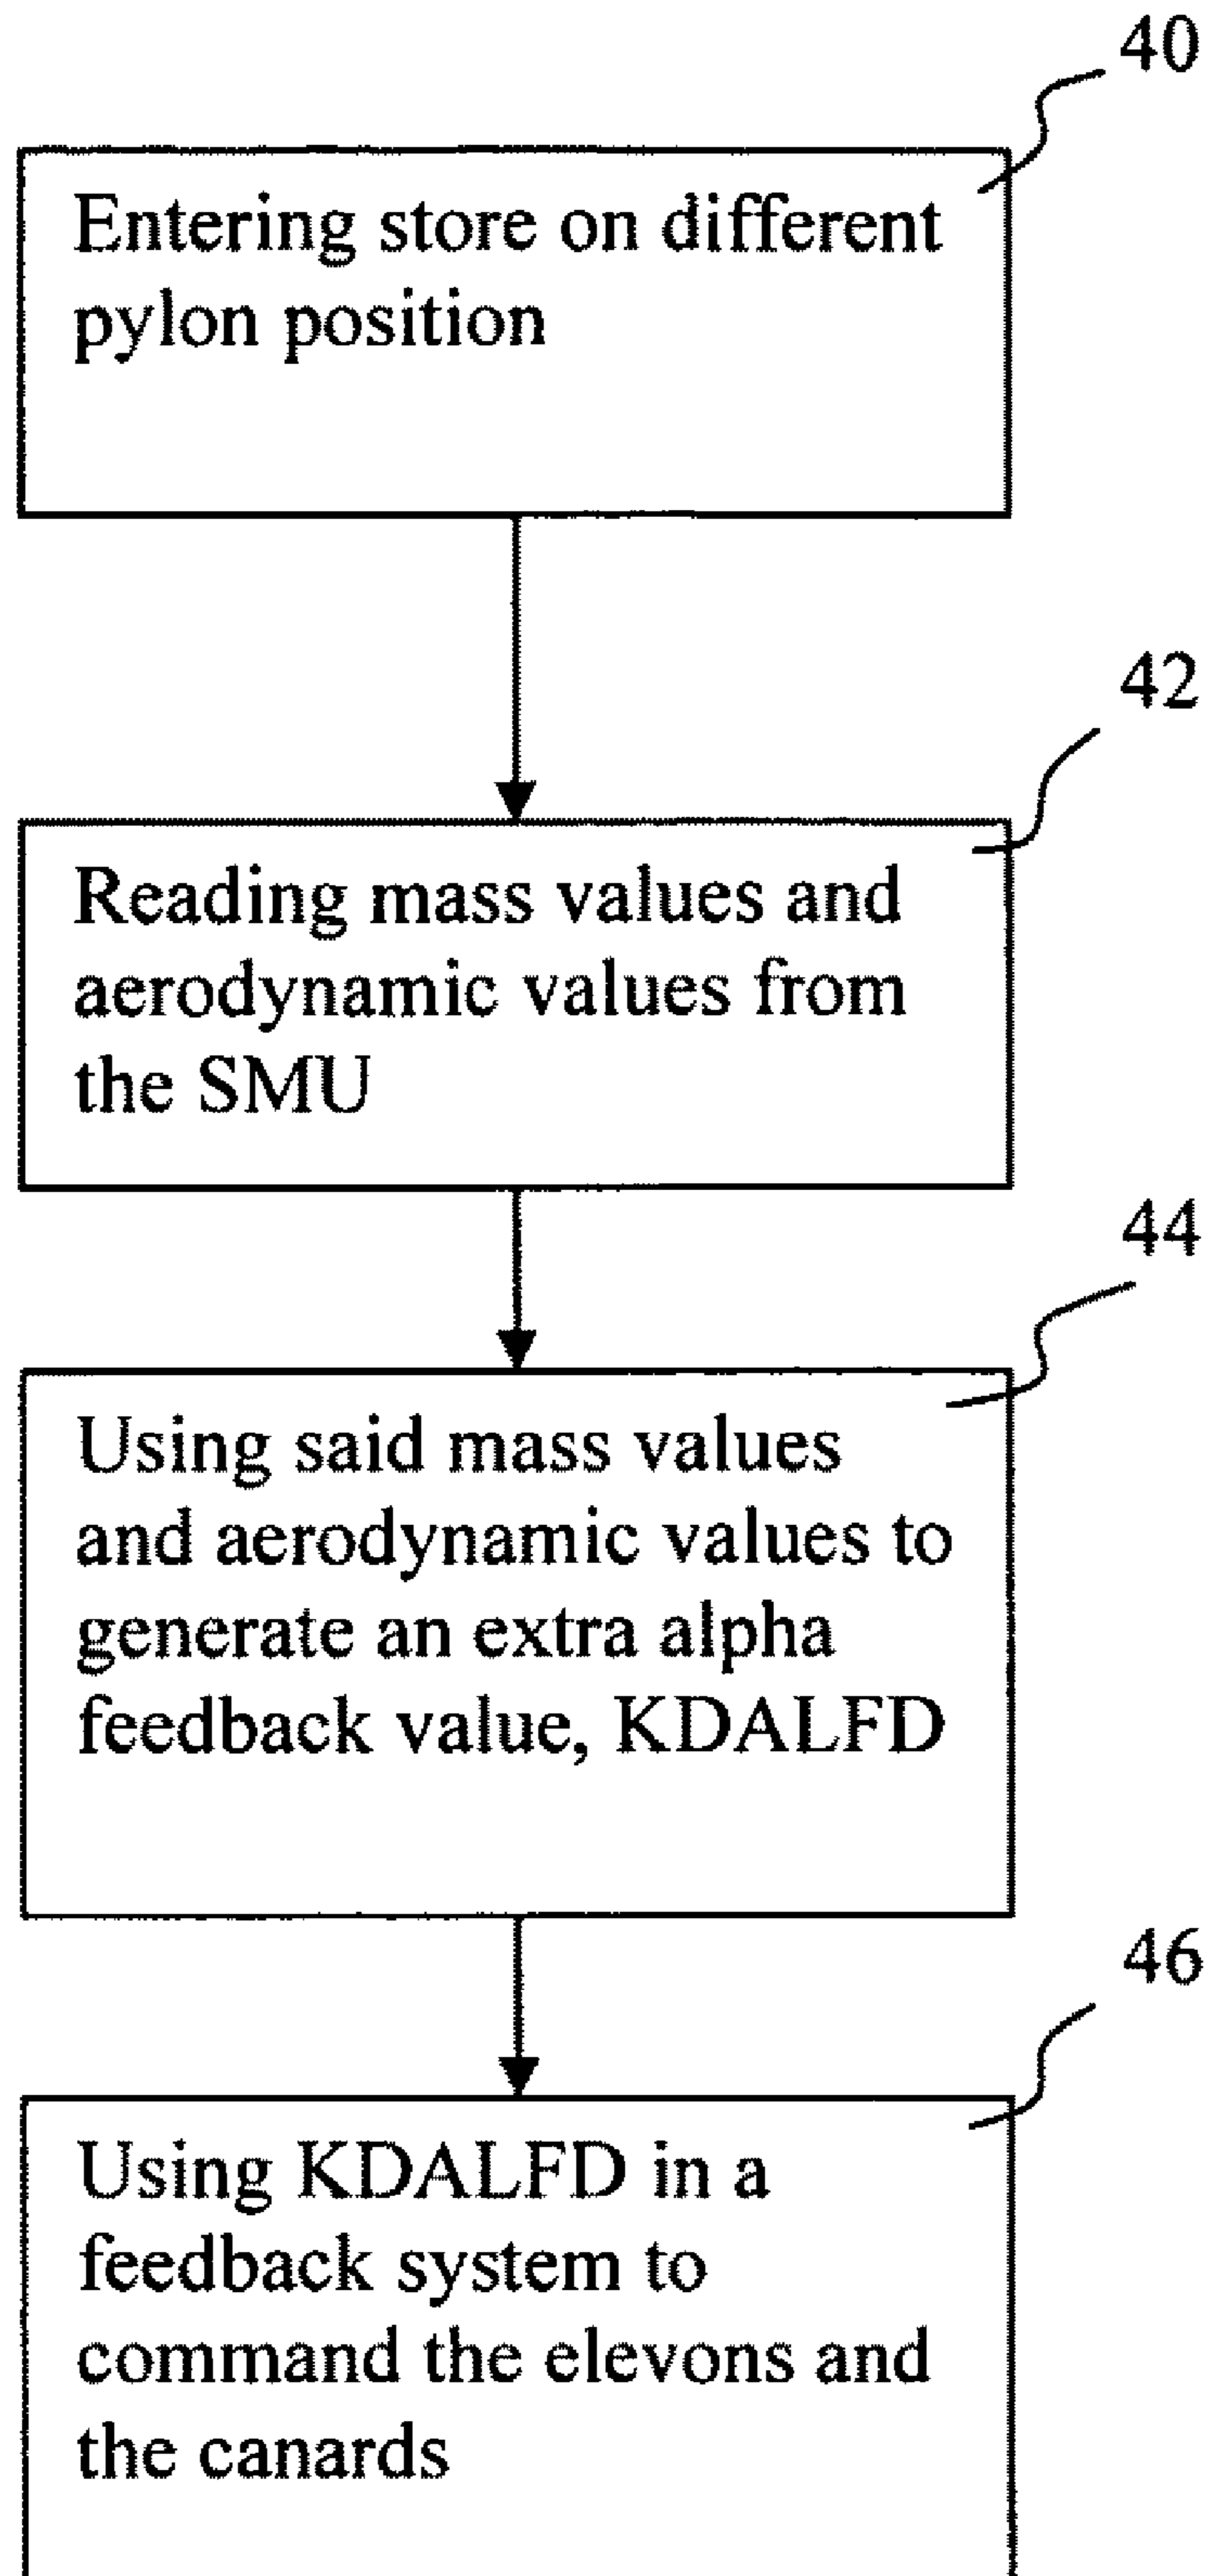 40
Entering store on different
pylon position
42
Reading mass values and
aerodynamic values from
the SMU
44
Using said mass values
and aerodynamic values to
generate an extra alpha
feedback value, KDALFD
46
Using KDALFD in a
feedback system to
command the elevons and
the canards